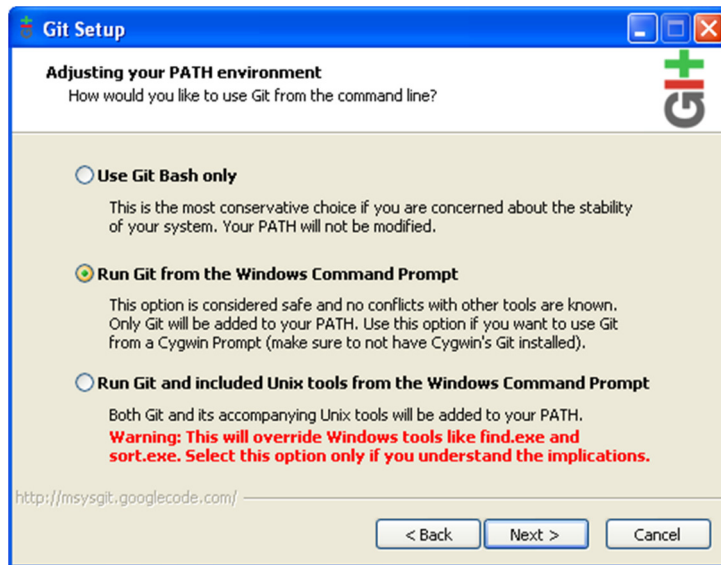 Git Setup
Adjusting your PATH environment
How would you like to use Git from the command line?
GIT
Use Git Bash only
This is the most conservative choice if you are concerned about the stability
of your system. Your PATH will not be modified.
Run Git from the Windows Command Prompt
This option is considered safe and no conflicts with other tools are known.
Only Git will be added to your PATH. Use this option if you want to use Git
from a Cygwin Prompt (make sure to not have Cygwin's Git installed).
Run Git and included Unix tools from the Windows Command Prompt
Both Git and its accompanying Unix tools will be added to your PATH.
Warning: This will override Windows tools like find.exe and
sort.exe. Select this option only if you understand the implications.
http://msysgit.googlecode.com/
< Back Next > Cancel